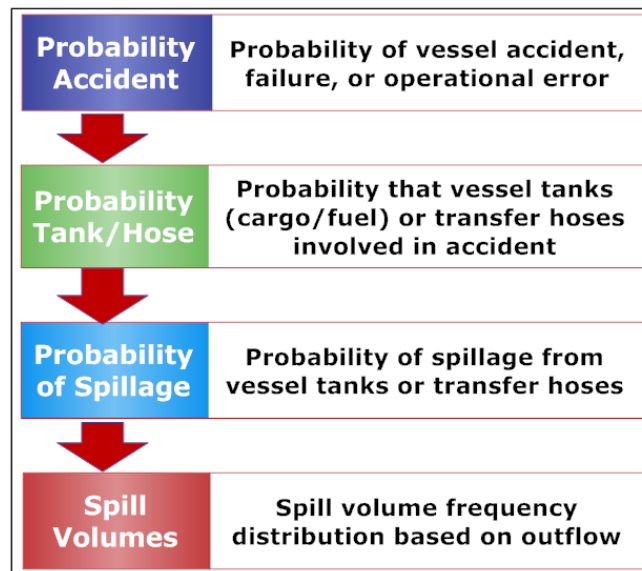 Probability
Accident
Probability of vessel accident,
failure, or operational error
Probability
Tank/Hose
Probability that vessel tanks
(cargo/fuel) or transfer hoses
involved in accident
Probability
of Spillage
Probability of spillage from
vessel tanks or transfer hoses
Spill
Volumes
Spill volume frequency
distribution based on outflow